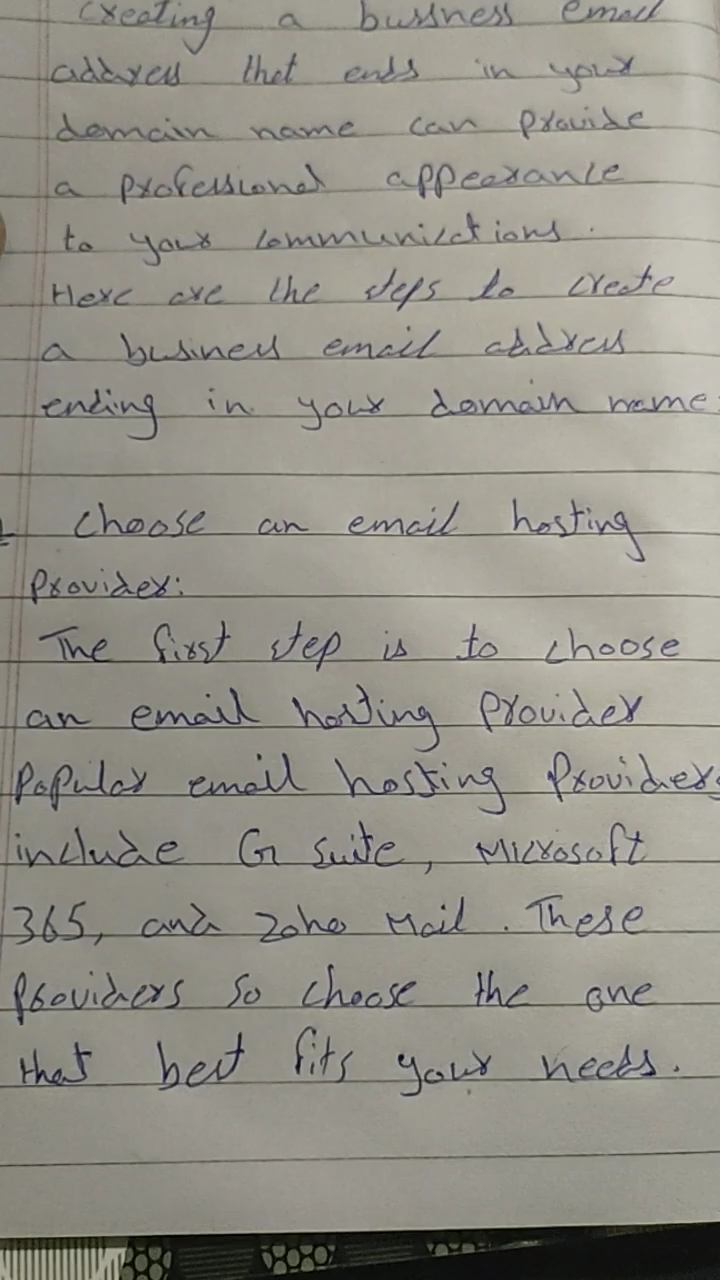 Creating a bussness email
address that ends in your
domain name can provide
a professional appearance
to your communications.
Here are the steps to create
a business email address
ending in your domain name:
1 choose an email hosting
Provider:
The first step is to choose
an email hosting provider
Popular email hosting Providers
include G suite, Microsoft
365, and Zoho Mail. These
Providers so choose the one
that best fits your needs.